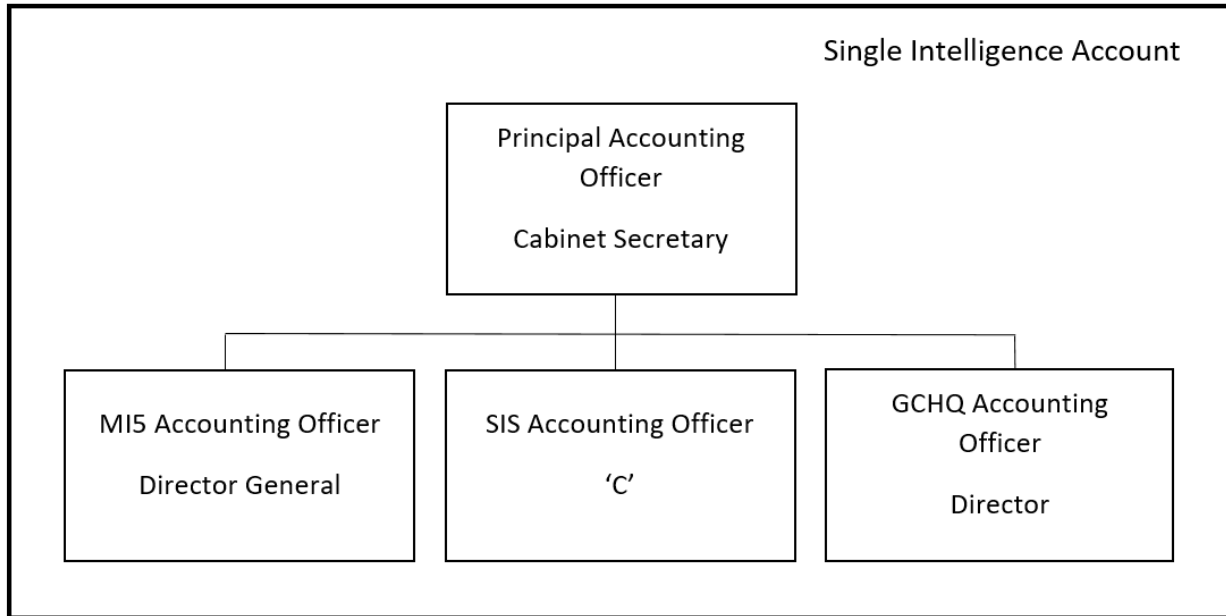 Single Intelligence Account
Principal Accounting
Officer
Cabinet Secretary
MI5 Accounting Officer
Director General
SIS Accounting Officer
‘C’
GCHQ Accounting
Officer
Director